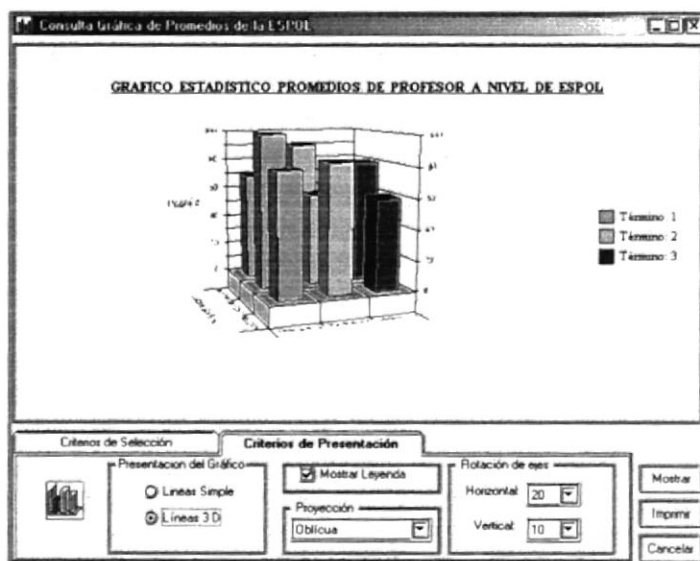 Consulta Gráfica de Promedios de la ESPOL
GRAFICO ESTADISTICO PROMEDIOS DE PROFESOR A NIVEL DE ESPOL
Término: 1
Término: 2
Término: 3
Criterios de Selección
Criterios de Presentación
Presentacion del Gráfico
Lineas Simple
Líneas 3 D
Mostrar Leyenda
Proyección
Oblicua
Rotación de ejes
Horizontal: 20
Vertical: 10
Mostrar
Imprimir
Cancelar